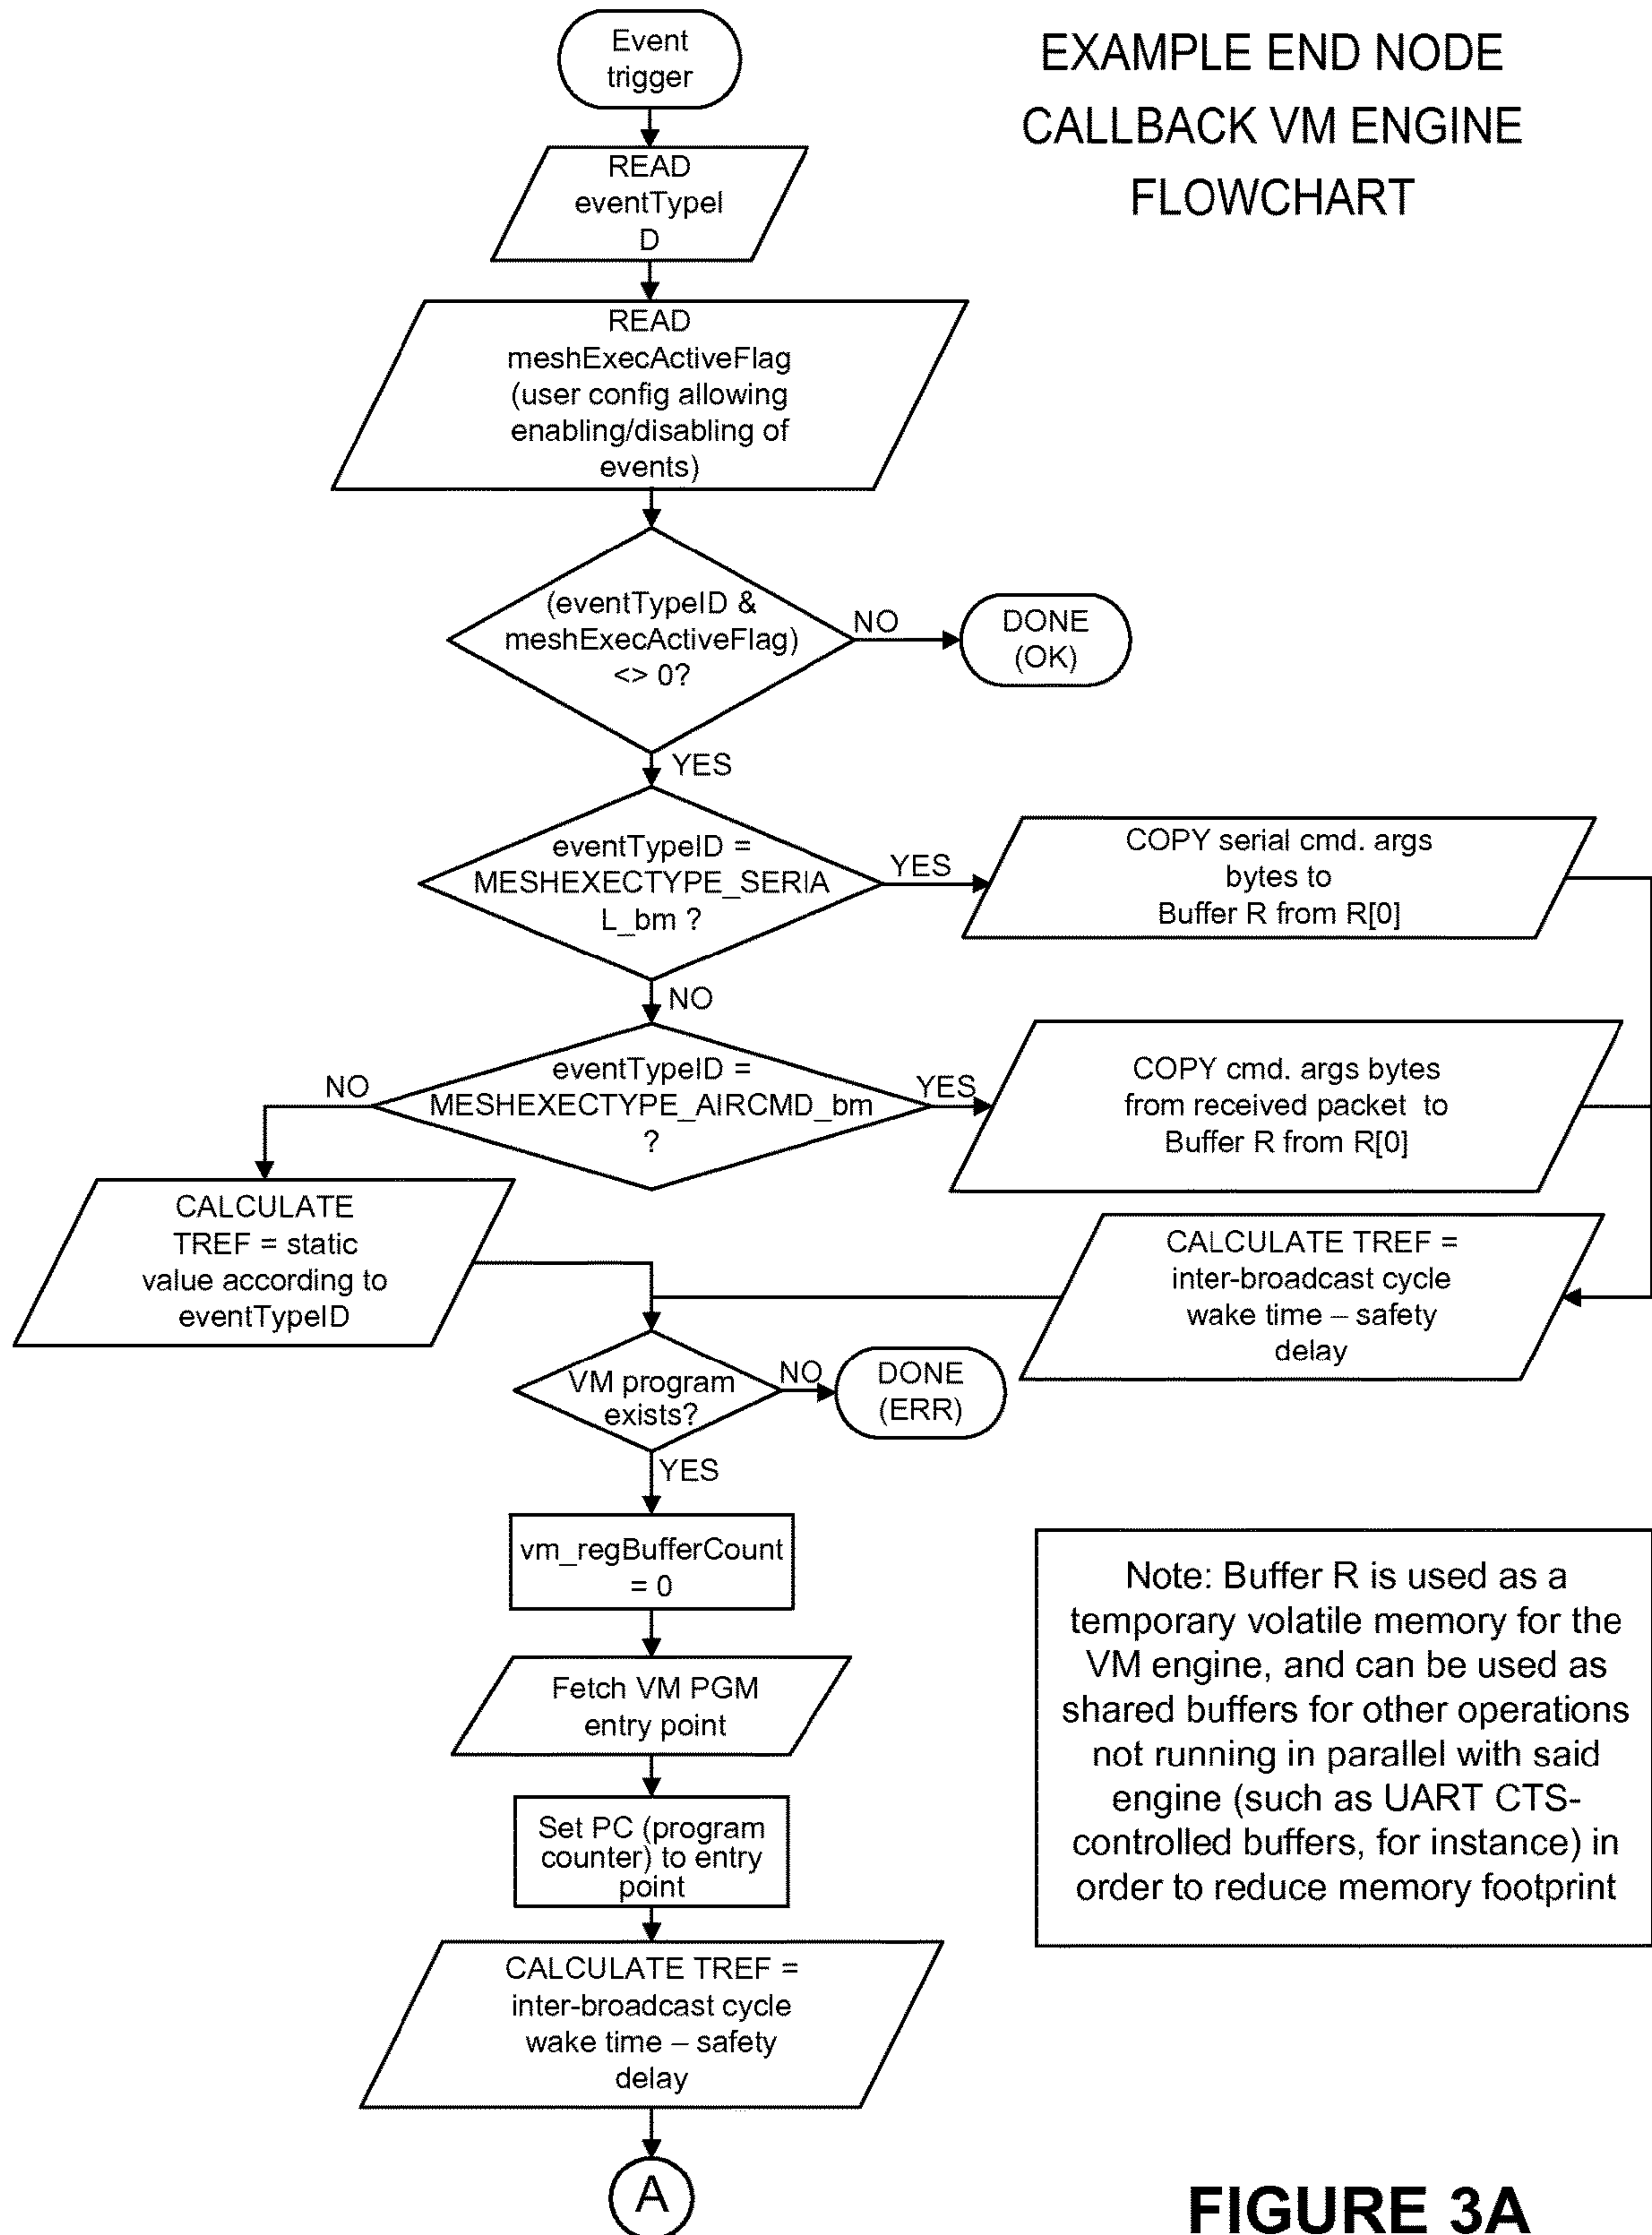 Event
trigger
EXAMPLE END NODE
CALLBACK VM ENGINE
FLOWCHART
READ
eventTypeI
D
READ
meshExecActiveFlag
(user config allowing
enabling/disabling of
events)
(eventTypeID &
meshExecActiveFlag)
<> 0?
NO
DONE
(OK)
YES
eventTypeID =
MESHEXECTYPE_SERIA
L_bm ?
YES
COPY serial cmd. args
bytes to
Buffer R from R[0]
NO
eventTypeID =
MESHEXECTYPE_AIRCMD_bm
?
NO
YES
COPY cmd. args bytes
from received packet to
Buffer R from R[0]
CALCULATE
TREF = static
value according to
eventTypeID
CALCULATE TREF =
inter-broadcast cycle
wake time – safety
delay
VM program
exists?
NO
DONE
(ERR)
YES
vm_regBufferCount
= 0
Fetch VM PGM
entry point
Set PC (program
counter) to entry
point
CALCULATE TREF =
inter-broadcast cycle
wake time – safety
delay
A
Note: Buffer R is used as a
temporary volatile memory for the
VM engine, and can be used as
shared buffers for other operations
not running in parallel with said
engine (such as UART CTS-
controlled buffers, for instance) in
order to reduce memory footprint
FIGURE 3A